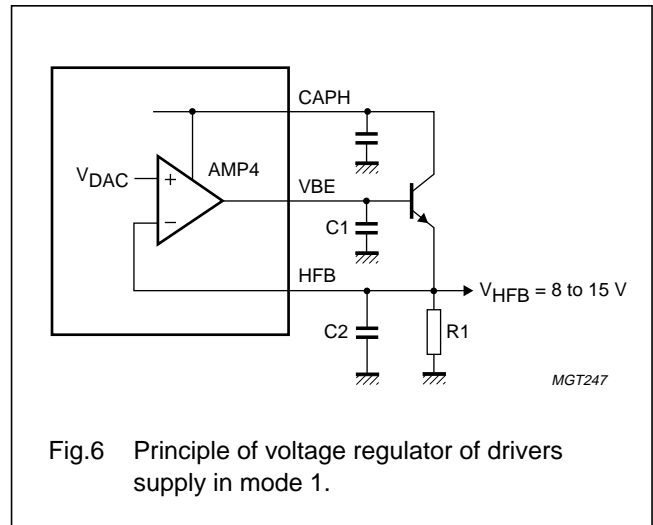 CAPH
AMP4
VDAC
+
VBE
−
C1
HFB
VHFB = 8 to 15 V
C2
R1
MGT247
Fig.6 Principle of voltage regulator of drivers
supply in mode 1.